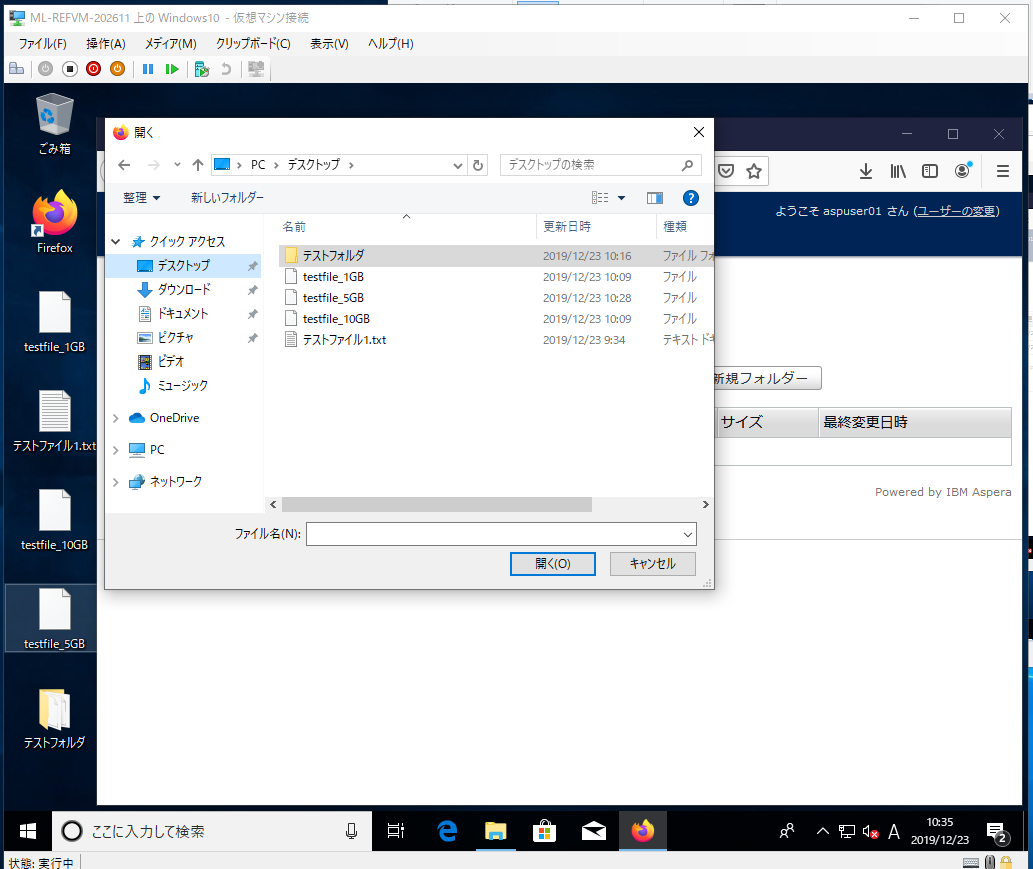 ML-REFVM-202611 上の Windows10 - 仮想マシン接続
ファイル(F) 操作(A) メディア(M) クリップボード(C) 表示(V) ヘルプ(H)
ごみ箱
Firefox
testfile_1GB
テストファイル1.txt
testfile_10GB
testfile_5GB
テストフォルダ
開く
PC › デスクトップ ›
デスクトップの検索
整理 新しいフォルダー
名前 更新日時 種類
クイック アクセス
デスクトップ
ダウンロード
ドキュメント
ピクチャ
ビデオ
ミュージック
OneDrive
PC
ネットワーク
テストフォルダ 2019/12/23 10:16 ファイル フォ
testfile_1GB 2019/12/23 10:09 ファイル
testfile_5GB 2019/12/23 10:28 ファイル
testfile_10GB 2019/12/23 10:09 ファイル
テストファイル1.txt 2019/12/23 9:34 テキスト ドキ
ファイル名(N):
開く(O) キャンセル
ようこそ aspuser01 さん (ユーザーの変更)
新規フォルダー
サイズ 最終変更日時
Powered by IBM Aspera
ここに入力して検索
A
10:35
2019/12/23
2
状態: 実行中